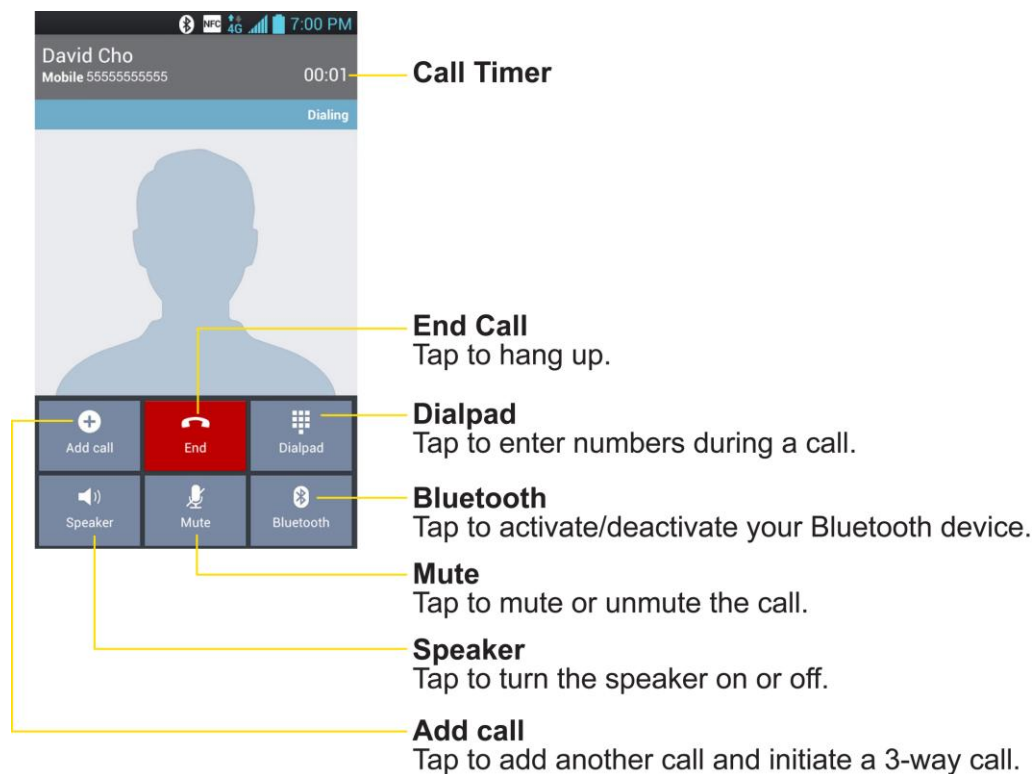 NFC 4G 7:00 PM
David Cho
Mobile 55555555555 00:01
Call Timer
Dialing
End Call
Tap to hang up.
Add call End Dialpad
Dialpad
Tap to enter numbers during a call.
Speaker Mute Bluetooth
Bluetooth
Tap to activate/deactivate your Bluetooth device.
Mute
Tap to mute or unmute the call.
Speaker
Tap to turn the speaker on or off.
Add call
Tap to add another call and initiate a 3-way call.